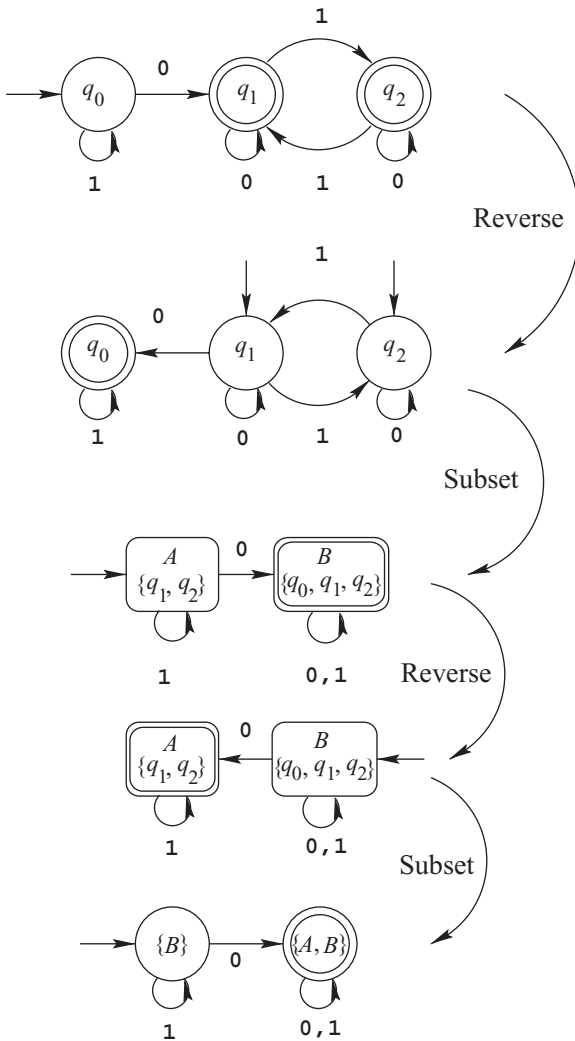 1
0
q0 q1 q2
1 0 1 0
Reverse
1
0
q0 q1 q2
1 0 1 0
Subset
A 0 B
{q1, q2} {q0, q1, q2}
1 0,1
Reverse
0
A B
{q1, q2} {q0, q1, q2}
1 0,1
Subset
{B} {A, B}
0
1 0,1